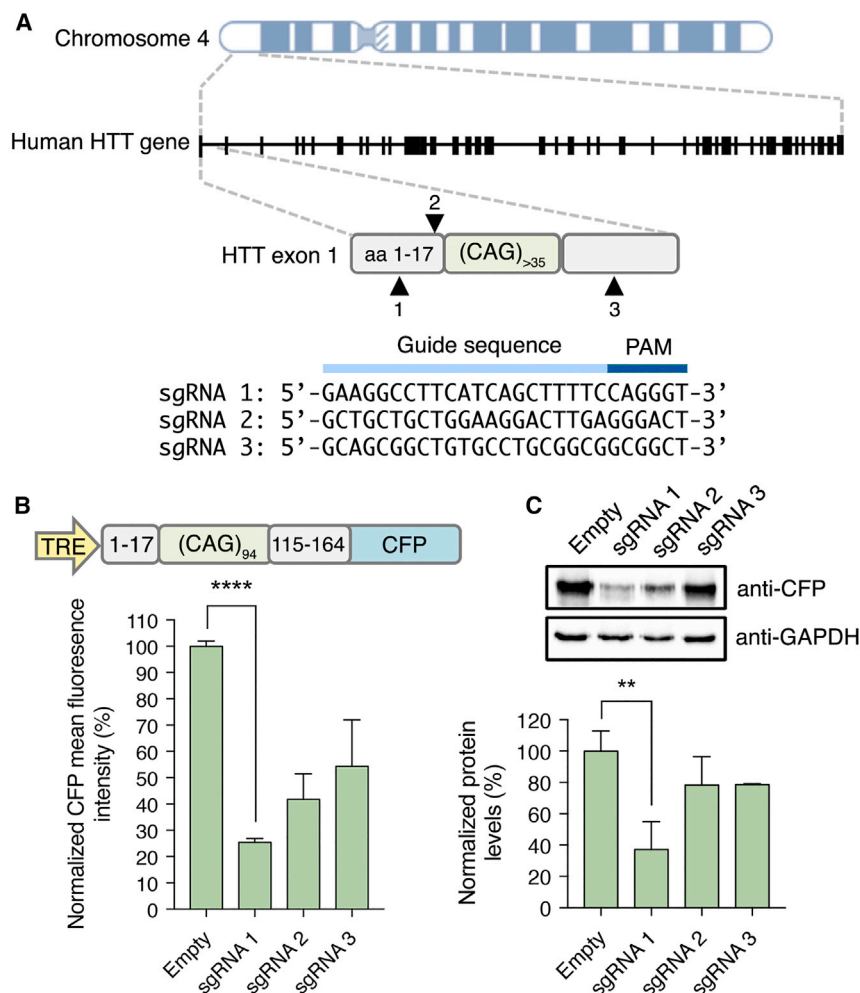 A
Chromosome 4
Human HTT gene
2
HTT exon 1
aa 1-17
(CAG)>35
1
3
Guide sequence PAM
sgRNA 1: 5’-GAAGGCCTTCATCAGCTTTTCCAGGGT-3’
sgRNA 2: 5’-GCTGCTGCTGGAAGGACTTGAGGGACT-3’
sgRNA 3: 5’-GCAGCGGCTGTGCCTGCGGCGGCGGCT-3’
B
TRE 1-17 (CAG)94 115-164 CFP
****
Normalized CFP mean fluoresence
intensity (%)
110
100
90
80
70
60
50
40
30
20
10
0
Empty
sgRNA 1
sgRNA 2
sgRNA 3
C
Empty
sgRNA 1
sgRNA 2
sgRNA 3
anti-CFP
anti-GAPDH
**
Normalized protein
levels (%)
120
100
80
60
40
20
0
Empty
sgRNA 1
sgRNA 2
sgRNA 3